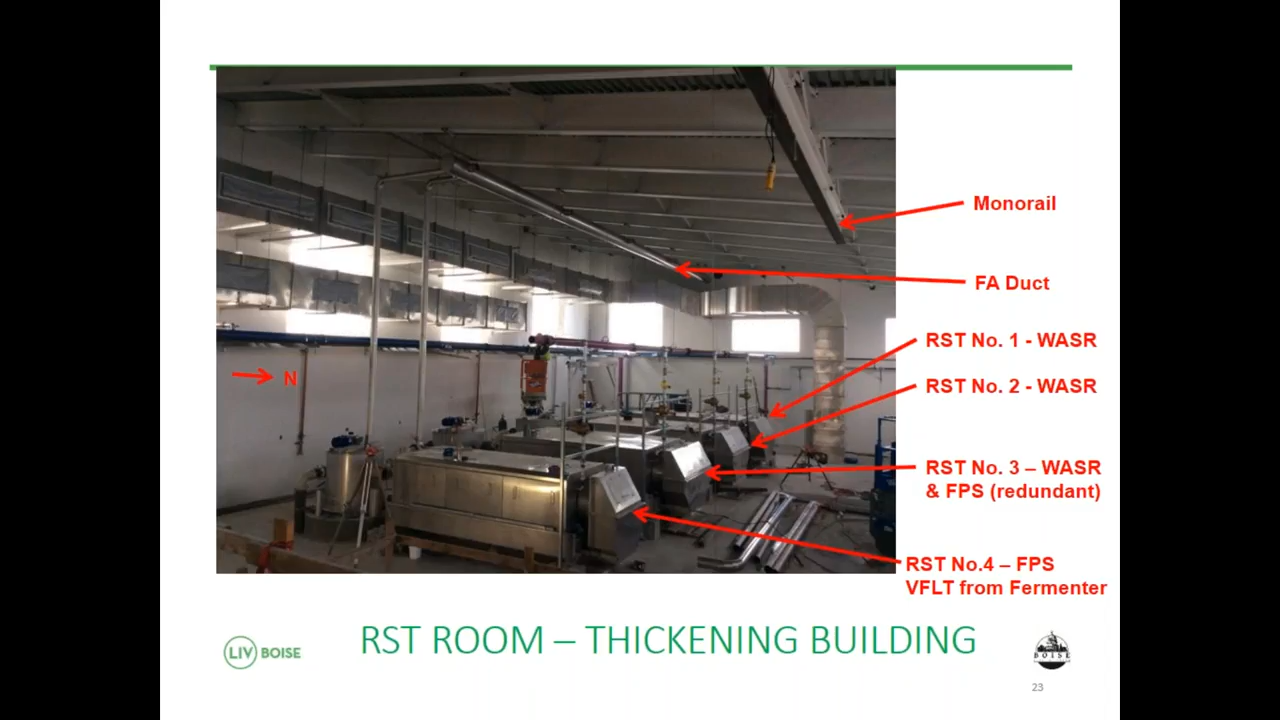 Monorail
FA Duct
RST No. 1 - WASR
RST No. 2 - WASR
N
RST No. 3 – WASR
& FPS (redundant)
RST No.4 – FPS
VFLT from Fermenter
RST ROOM – THICKENING BUILDING
LIV BOISE
BOISE
23